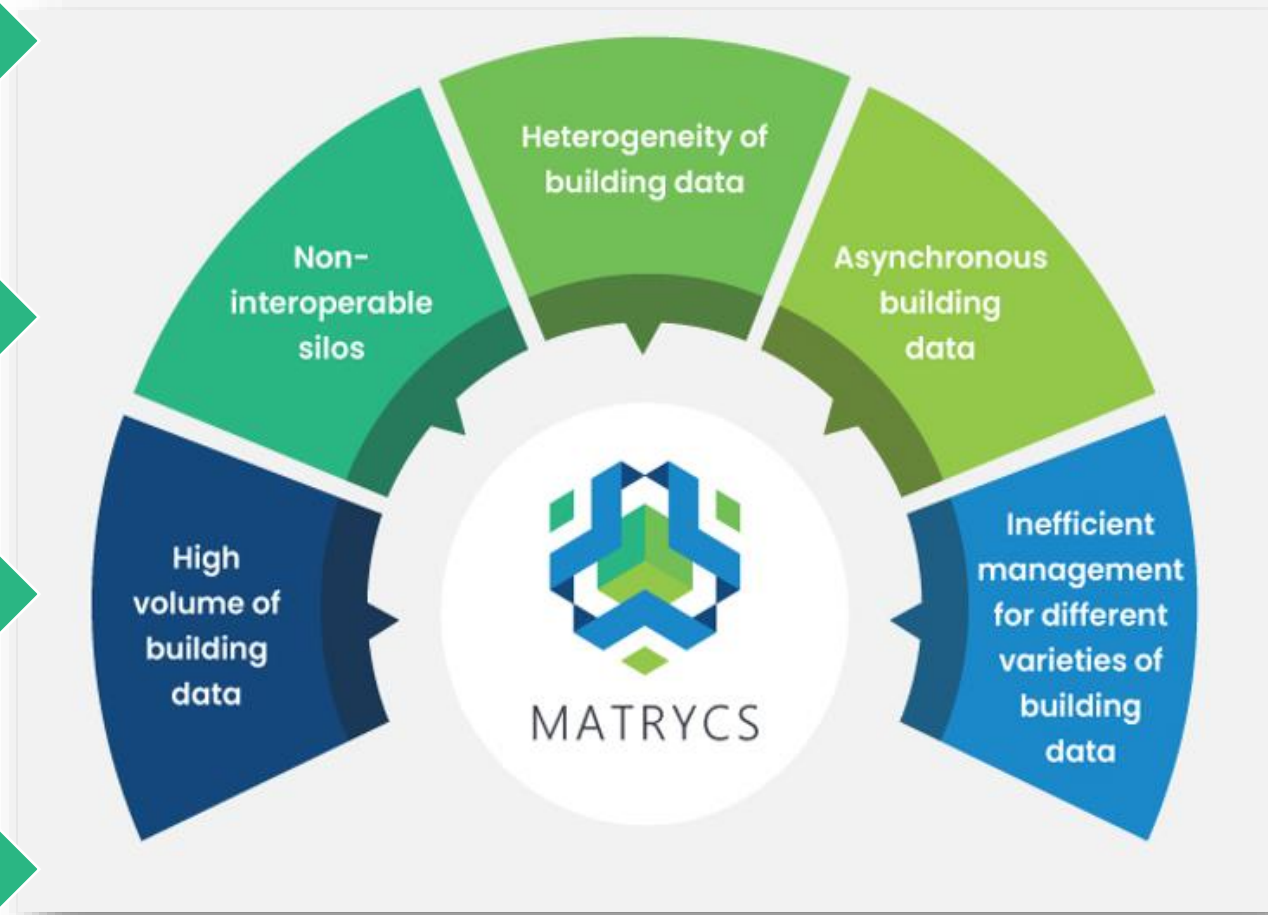 High
volume of
building
data
Non-
interoperable
silos
Heterogeneity of
building data
Asynchronous
building
data
Inefficient
management
for different
varieties of
building
data
MATRYCS